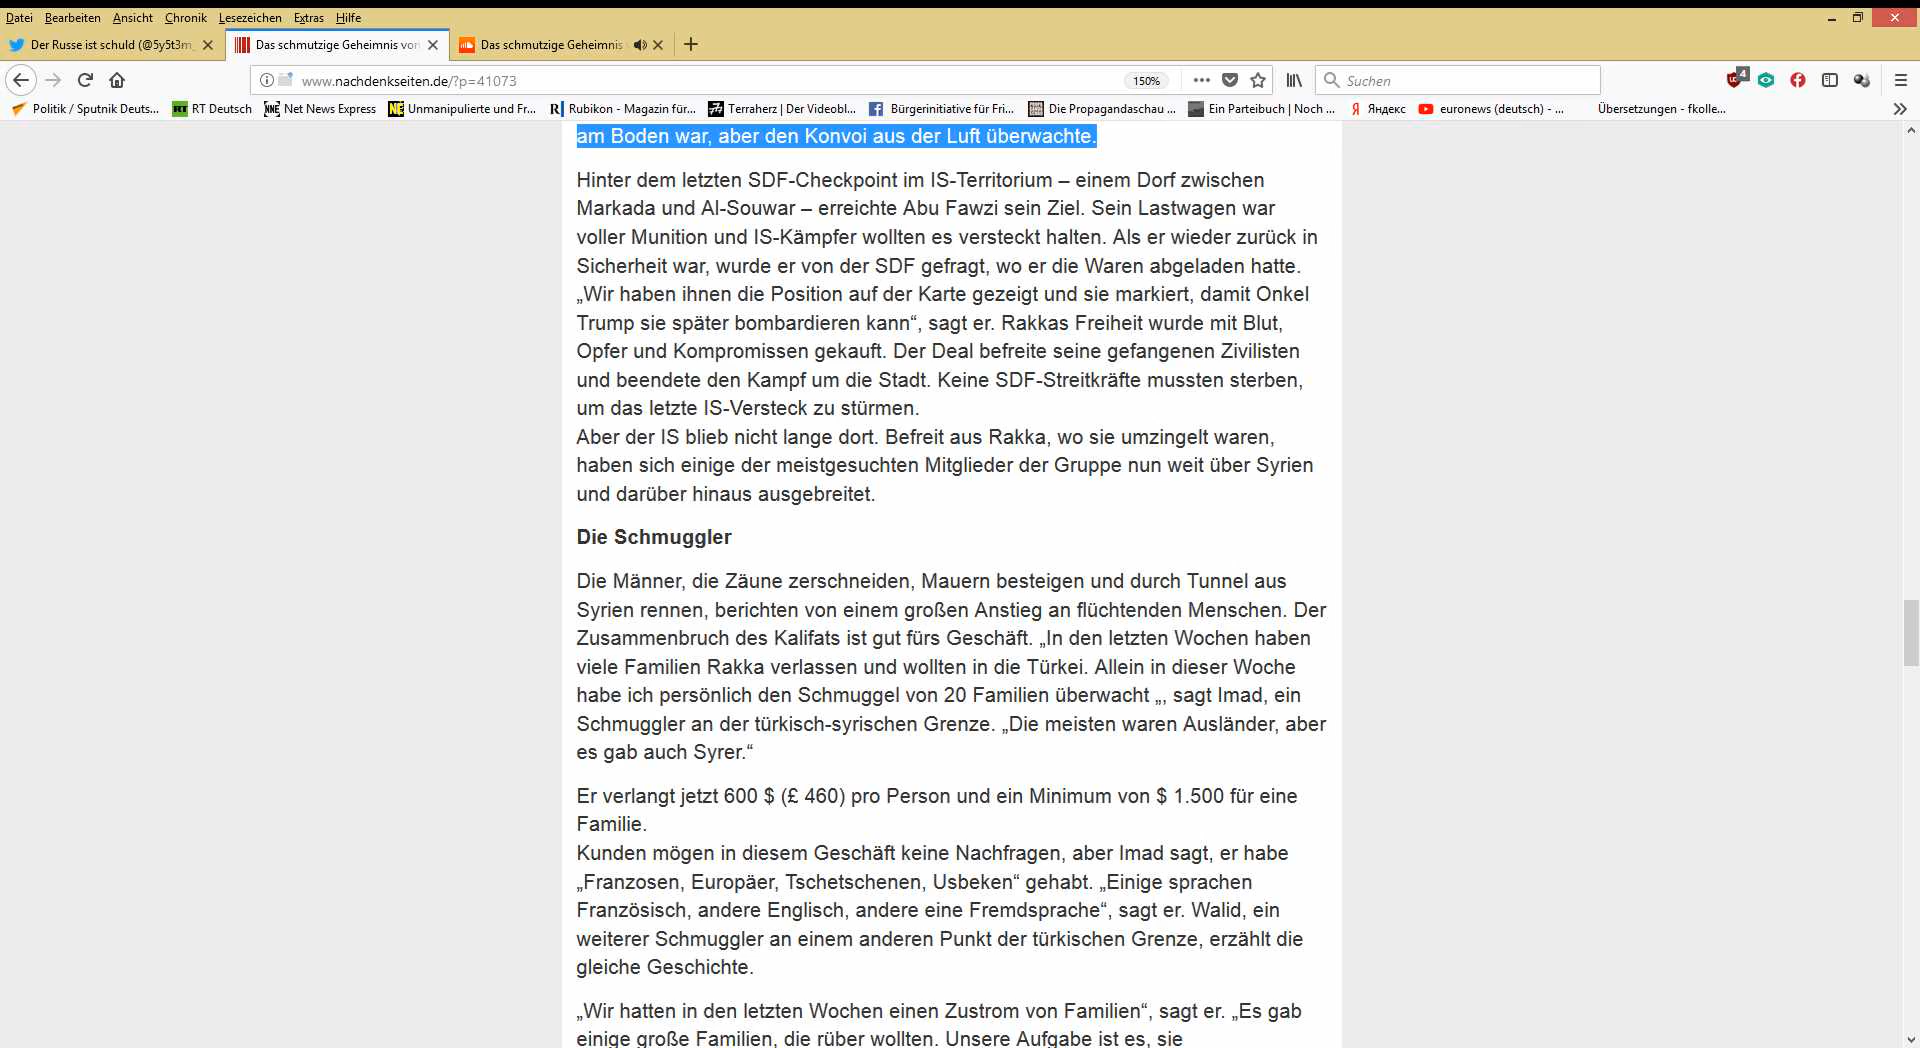 Datei Bearbeiten Ansicht Chronik Lesezeichen Extras Hilfe
Der Russe ist schuld (@5y5t3m
Das schmutzige Geheimnis von
Das schmutzige Geheimnis
www.nachdenkseiten.de/?p=41073
150%
Suchen
4
Politik / Sputnik Deuts...
RT RT Deutsch
NNE Net News Express
Unmanipulierte und Fr...
R Rubikon - Magazin für...
Terraherz | Der Videobl...
Bürgerinitiative für Fri...
Die Propagandaschau ...
Ein Parteibuch | Noch ...
Я Яндекс
euronews (deutsch) - ...
Übersetzungen - fkolle...
am Boden war, aber den Konvoi aus der Luft überwachte.
Hinter dem letzten SDF-Checkpoint im IS-Territorium – einem Dorf zwischen
Markada und Al-Souwar – erreichte Abu Fawzi sein Ziel. Sein Lastwagen war
voller Munition und IS-Kämpfer wollten es versteckt halten. Als er wieder zurück in
Sicherheit war, wurde er von der SDF gefragt, wo er die Waren abgeladen hatte.
„Wir haben ihnen die Position auf der Karte gezeigt und sie markiert, damit Onkel
Trump sie später bombardieren kann“, sagt er. Rakkas Freiheit wurde mit Blut,
Opfer und Kompromissen gekauft. Der Deal befreite seine gefangenen Zivilisten
und beendete den Kampf um die Stadt. Keine SDF-Streitkräfte mussten sterben,
um das letzte IS-Versteck zu stürmen.
Aber der IS blieb nicht lange dort. Befreit aus Rakka, wo sie umzingelt waren,
haben sich einige der meistgesuchten Mitglieder der Gruppe nun weit über Syrien
und darüber hinaus ausgebreitet.
Die Schmuggler
Die Männer, die Zäune zerschneiden, Mauern besteigen und durch Tunnel aus
Syrien rennen, berichten von einem großen Anstieg an flüchtenden Menschen. Der
Zusammenbruch des Kalifats ist gut fürs Geschäft. „In den letzten Wochen haben
viele Familien Rakka verlassen und wollten in die Türkei. Allein in dieser Woche
habe ich persönlich den Schmuggel von 20 Familien überwacht „, sagt Imad, ein
Schmuggler an der türkisch-syrischen Grenze. „Die meisten waren Ausländer, aber
es gab auch Syrer.“
Er verlangt jetzt 600 $ (£ 460) pro Person und ein Minimum von $ 1.500 für eine
Familie.
Kunden mögen in diesem Geschäft keine Nachfragen, aber Imad sagt, er habe
„Franzosen, Europäer, Tschetschenen, Usbeken“ gehabt. „Einige sprachen
Französisch, andere Englisch, andere eine Fremdsprache“, sagt er. Walid, ein
weiterer Schmuggler an einem anderen Punkt der türkischen Grenze, erzählt die
gleiche Geschichte.
„Wir hatten in den letzten Wochen einen Zustrom von Familien“, sagt er. „Es gab
einige große Familien, die rüber wollten. Unsere Aufgabe ist es, sie